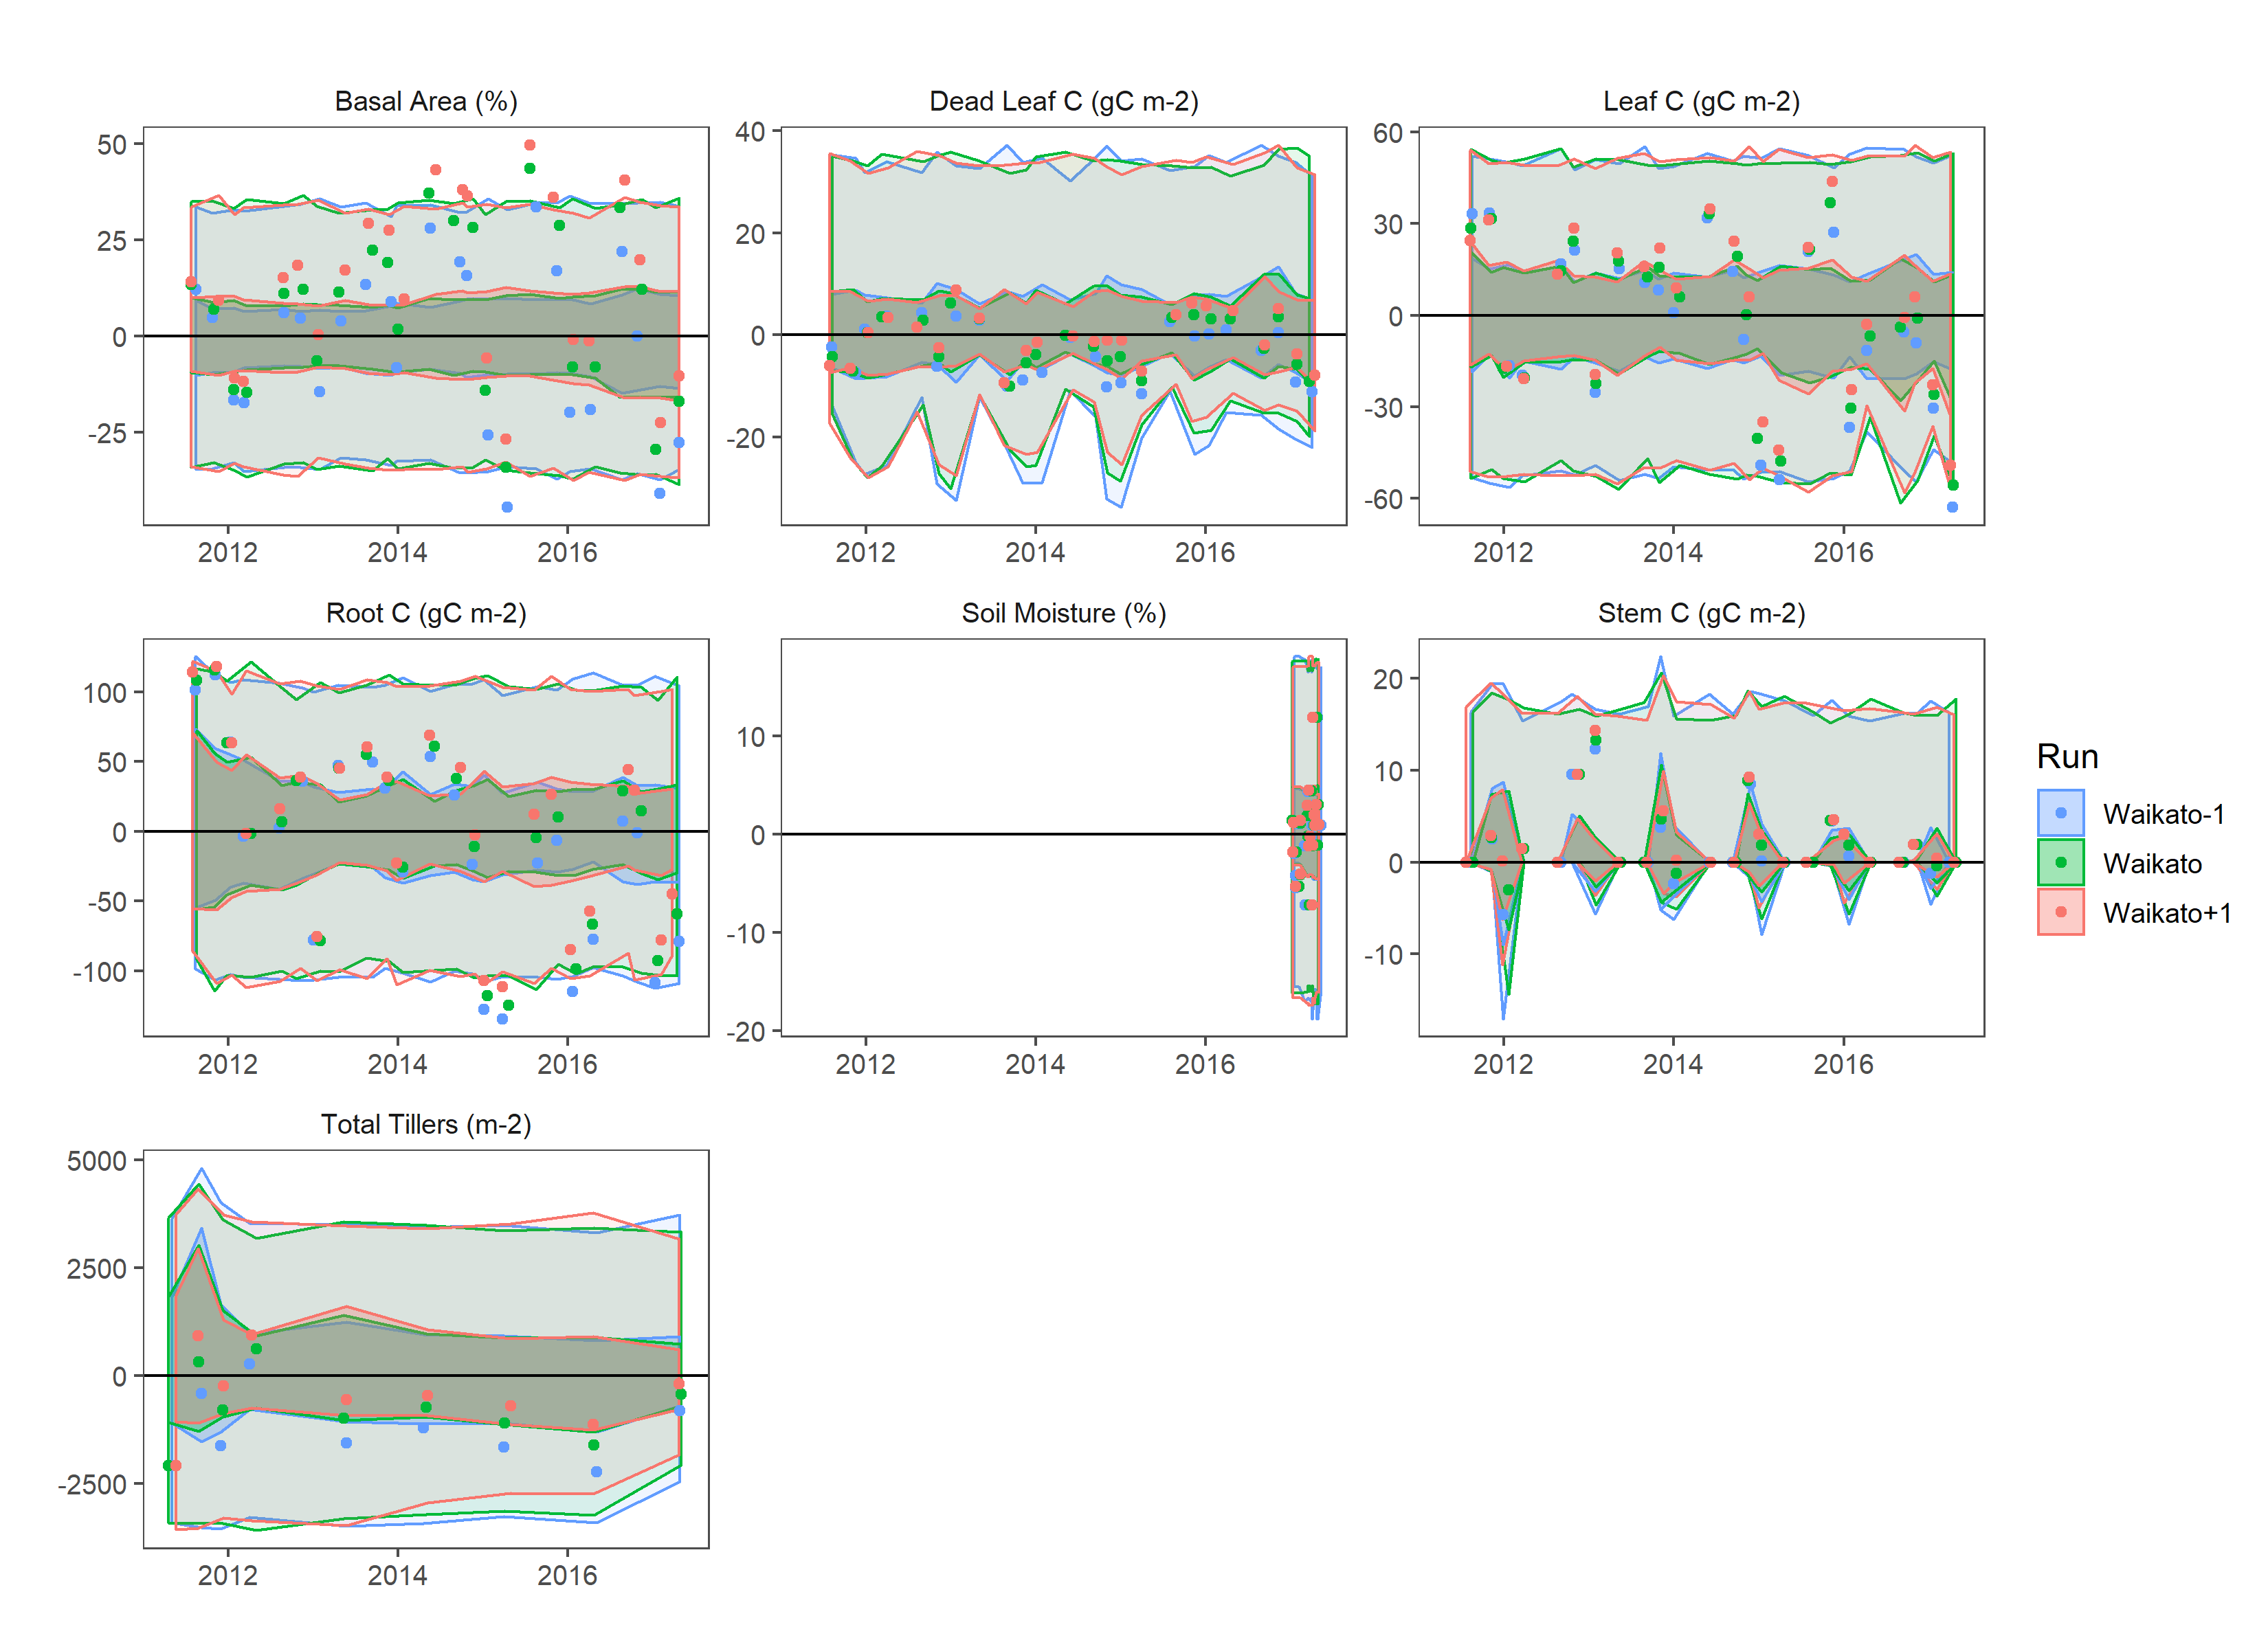 Basal Area (%)
Dead Leaf C (gC m-2)
Leaf C (gC m-2)
50
25
0
-25
2012 2014 2016
40
20
0
-20
2012 2014 2016
60
30
0
-30
-60
2012 2014 2016
Root C (gC m-2)
Soil Moisture (%)
Stem C (gC m-2)
100
50
0
-50
-100
2012 2014 2016
10
0
-10
-20
2012 2014 2016
20
10
0
-10
2012 2014 2016
Total Tillers (m-2)
5000
2500
0
-2500
2012 2014 2016
Run
Waikato-1
Waikato
Waikato+1